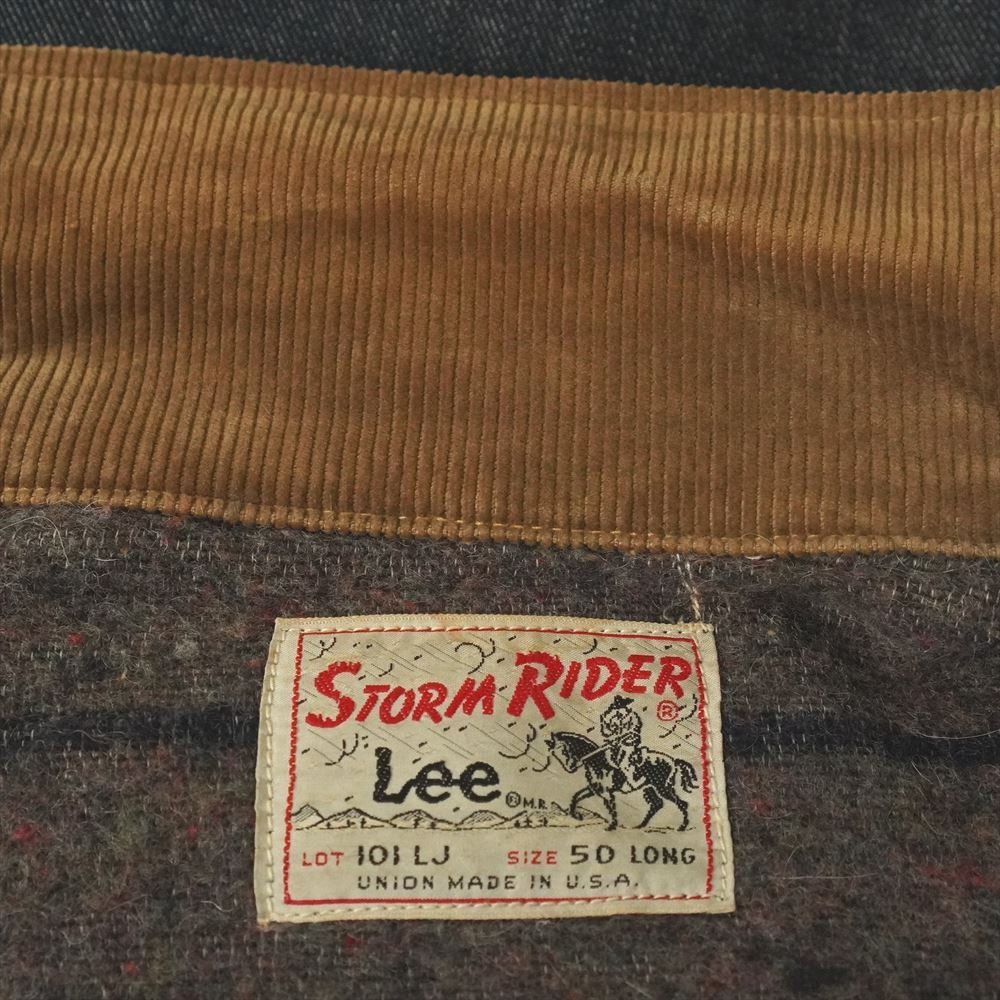 STORM RIDER ®
Lee ® M.R.
LOT 101 LJ SIZE 50 LONG
UNION MADE IN U.S.A.